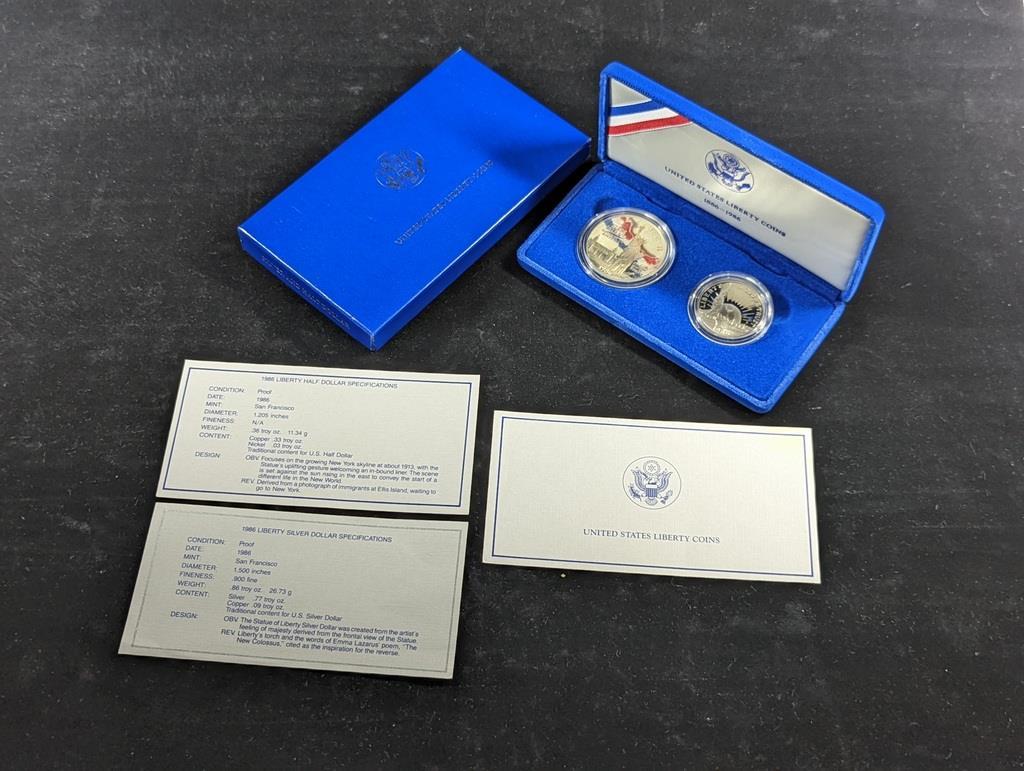 UNITED STATES LIBERTY COINS
UNITED STATES LIBERTY COINS
1886-1986
LIBERTY
1986 LIBERTY HALF DOLLAR SPECIFICATIONS
CONDITION: Proof
DATE: 1986
MINT: San Francisco
DIAMETER: 1.205 inches
FINENESS: N/A
WEIGHT: .36 troy oz. 11.34 g
CONTENT: Copper .33 troy oz.
Nickel .03 troy oz.
Traditional content for U.S. Half Dollar
DESIGN: OBV. Focuses on the growing New York skyline at about 1913, with the
Statue's uplifting gesture welcoming an in-bound liner. The scene
is set against the sun rising in the east to convey the start of a
different life in the New World.
REV. Derived from a photograph of immigrants at Ellis Island, waiting to
go to New York.
UNITED STATES LIBERTY COINS
1986 LIBERTY SILVER DOLLAR SPECIFICATIONS
CONDITION: Proof
DATE: 1986
MINT: San Francisco
DIAMETER: 1.500 inches
FINENESS: .900 fine
WEIGHT: .86 troy oz. 26.73 g
CONTENT: Silver .77 troy oz.
Copper .09 troy oz.
Traditional content for U.S. Silver Dollar
DESIGN: OBV. The Statue of Liberty Silver Dollar was created from the artist's
feeling of majesty derived from the frontal view of the Statue.
REV. Liberty's torch and the words of Emma Lazarus' poem, "The
New Colossus," cited as the inspiration for the reverse.